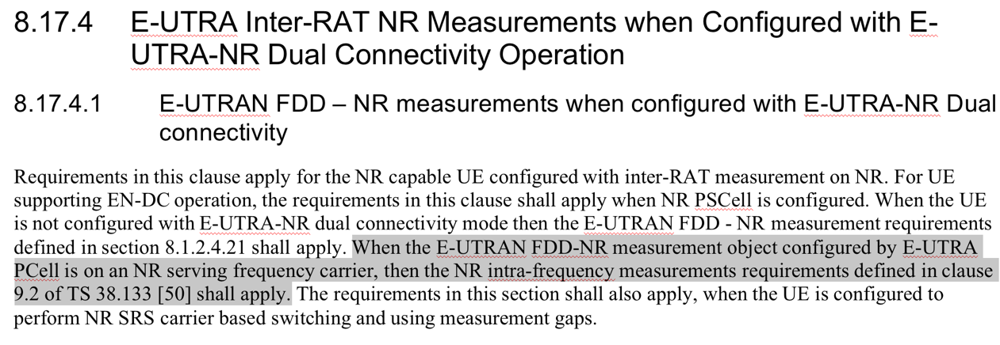 8.17.4 E-UTRA Inter-RAT NR Measurements when Configured with E-
UTRA-NR Dual Connectivity Operation
8.17.4.1 E-UTRAN FDD – NR measurements when configured with E-UTRA-NR Dual
connectivity
Requirements in this clause apply for the NR capable UE configured with inter-RAT measurement on NR. For UE
supporting EN-DC operation, the requirements in this clause shall apply when NR PSCell is configured. When the UE
is not configured with E-UTRA-NR dual connectivity mode then the E-UTRAN FDD - NR measurement requirements
defined in section 8.1.2.4.21 shall apply. When the E-UTRAN FDD-NR measurement object configured by E-UTRA
PCell is on an NR serving frequency carrier, then the NR intra-frequency measurements requirements defined in clause
9.2 of TS 38.133 [50] shall apply. The requirements in this section shall also apply, when the UE is configured to
perform NR SRS carrier based switching and using measurement gaps.